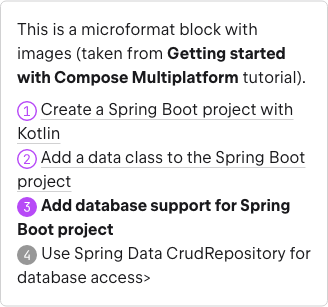 This is a microformat block with
images (taken from Getting started
with Compose Multiplatform tutorial).
1 Create a Spring Boot project with
Kotlin
2 Add a data class to the Spring Boot
project
3 Add database support for Spring
Boot project
4 Use Spring Data CrudRepository for
database access>